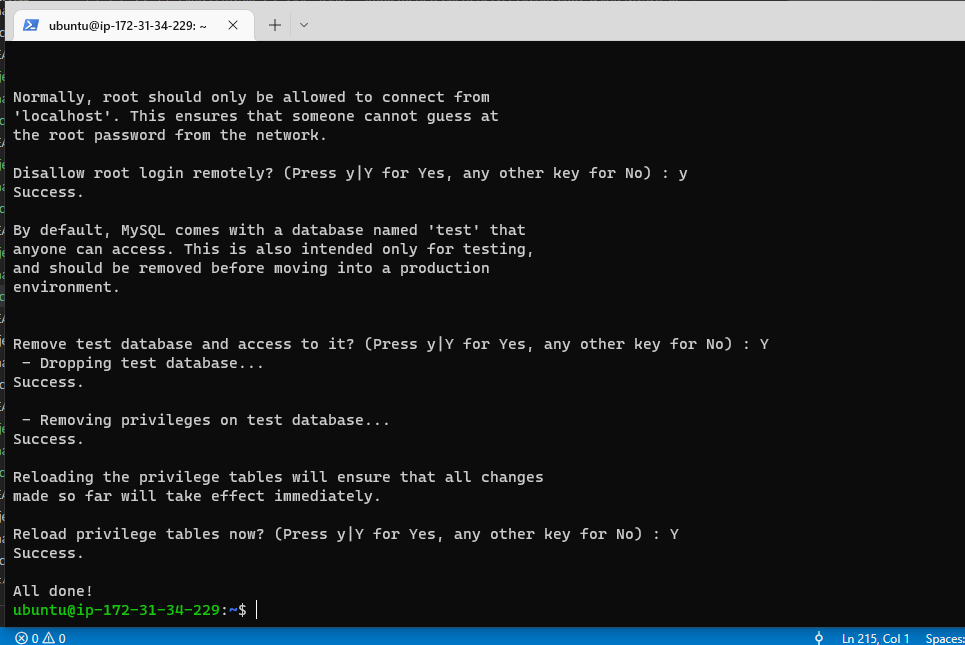 ubuntu@ip-172-31-34-229: ~
Normally, root should only be allowed to connect from
'localhost'. This ensures that someone cannot guess at
the root password from the network.
Disallow root login remotely? (Press y|Y for Yes, any other key for No) : y
Success.
By default, MySQL comes with a database named 'test' that
anyone can access. This is also intended only for testing,
and should be removed before moving into a production
environment.
Remove test database and access to it? (Press y|Y for Yes, any other key for No) : Y
- Dropping test database...
Success.
- Removing privileges on test database...
Success.
Reloading the privilege tables will ensure that all changes
made so far will take effect immediately.
Reload privilege tables now? (Press y|Y for Yes, any other key for No) : Y
Success.
All done!
ubuntu@ip-172-31-34-229:~$
0 0 Ln 215, Col 1 Spaces: